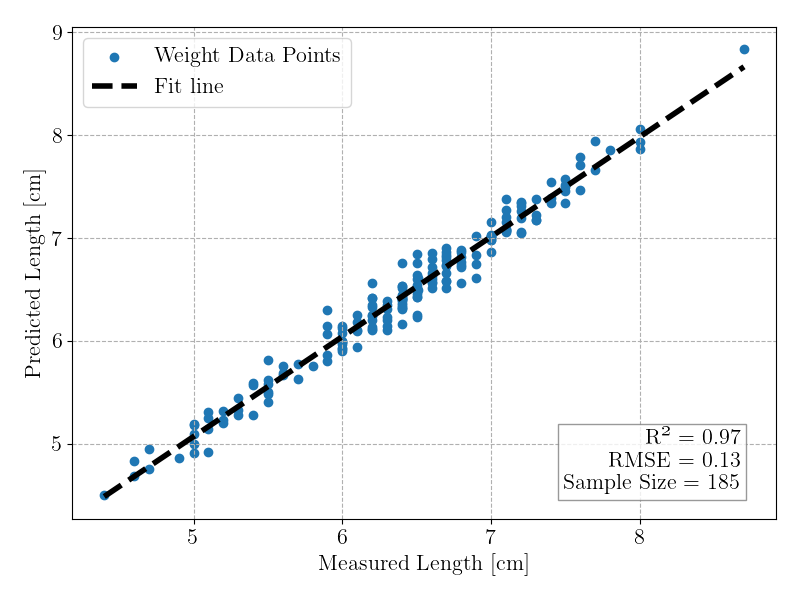 9
8
7
6
5
Predicted Length [cm]
Weight Data Points
Fit line
R² = 0.97
RMSE = 0.13
Sample Size = 185
5
6
7
8
Measured Length [cm]